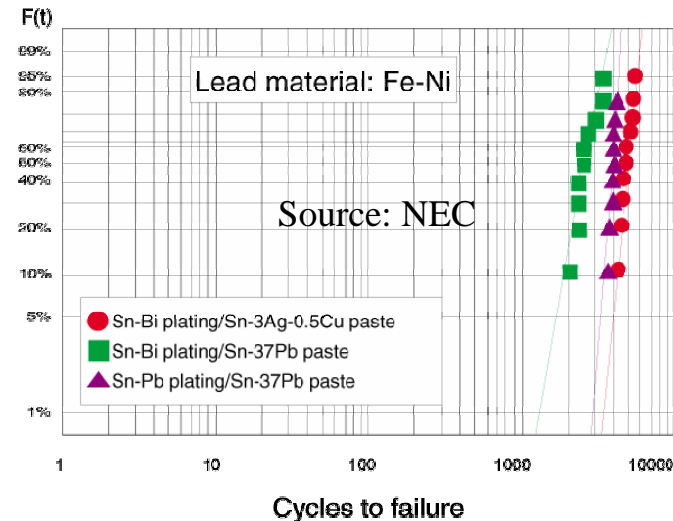 F(t)
99%
95%
90%
60%
50%
40%
20%
10%
5%
1%
Lead material: Fe-Ni
Source: NEC
Sn-Bi plating/Sn-3Ag-0.5Cu paste
Sn-Bi plating/Sn-37Pb paste
Sn-Pb plating/Sn-37Pb paste
1 10 100 1000 10000
Cycles to failure